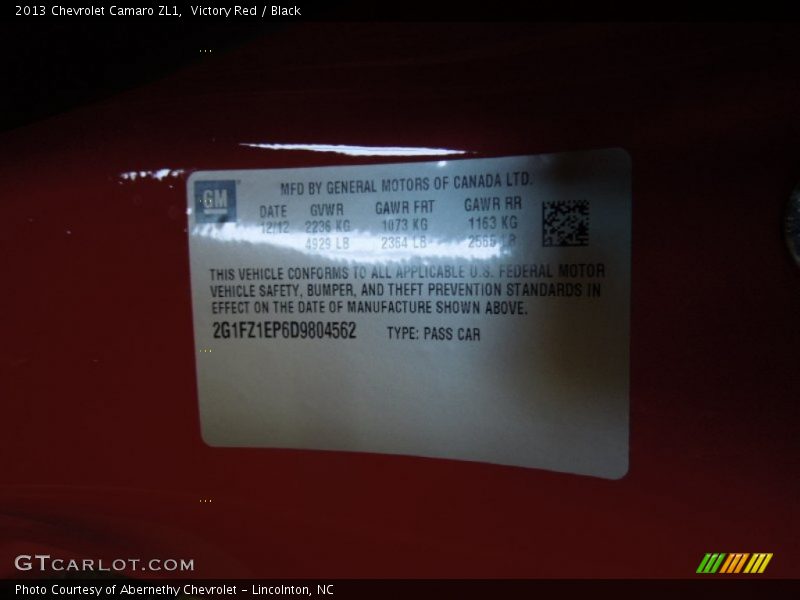 2013 Chevrolet Camaro ZL1, Victory Red / Black
GM
MFD BY GENERAL MOTORS OF CANADA LTD.
DATE GVWR GAWR FRT GAWR RR
12/12 2236 KG 1073 KG 1163 KG
4929 LB 2364 LB 2565 LB
THIS VEHICLE CONFORMS TO ALL APPLICABLE U.S. FEDERAL MOTOR
VEHICLE SAFETY, BUMPER, AND THEFT PREVENTION STANDARDS IN
EFFECT ON THE DATE OF MANUFACTURE SHOWN ABOVE.
2G1FZ1EP6D9804562 TYPE: PASS CAR
GTCARLOT.COM
Photo Courtesy of Abernethy Chevrolet - Lincolnton, NC